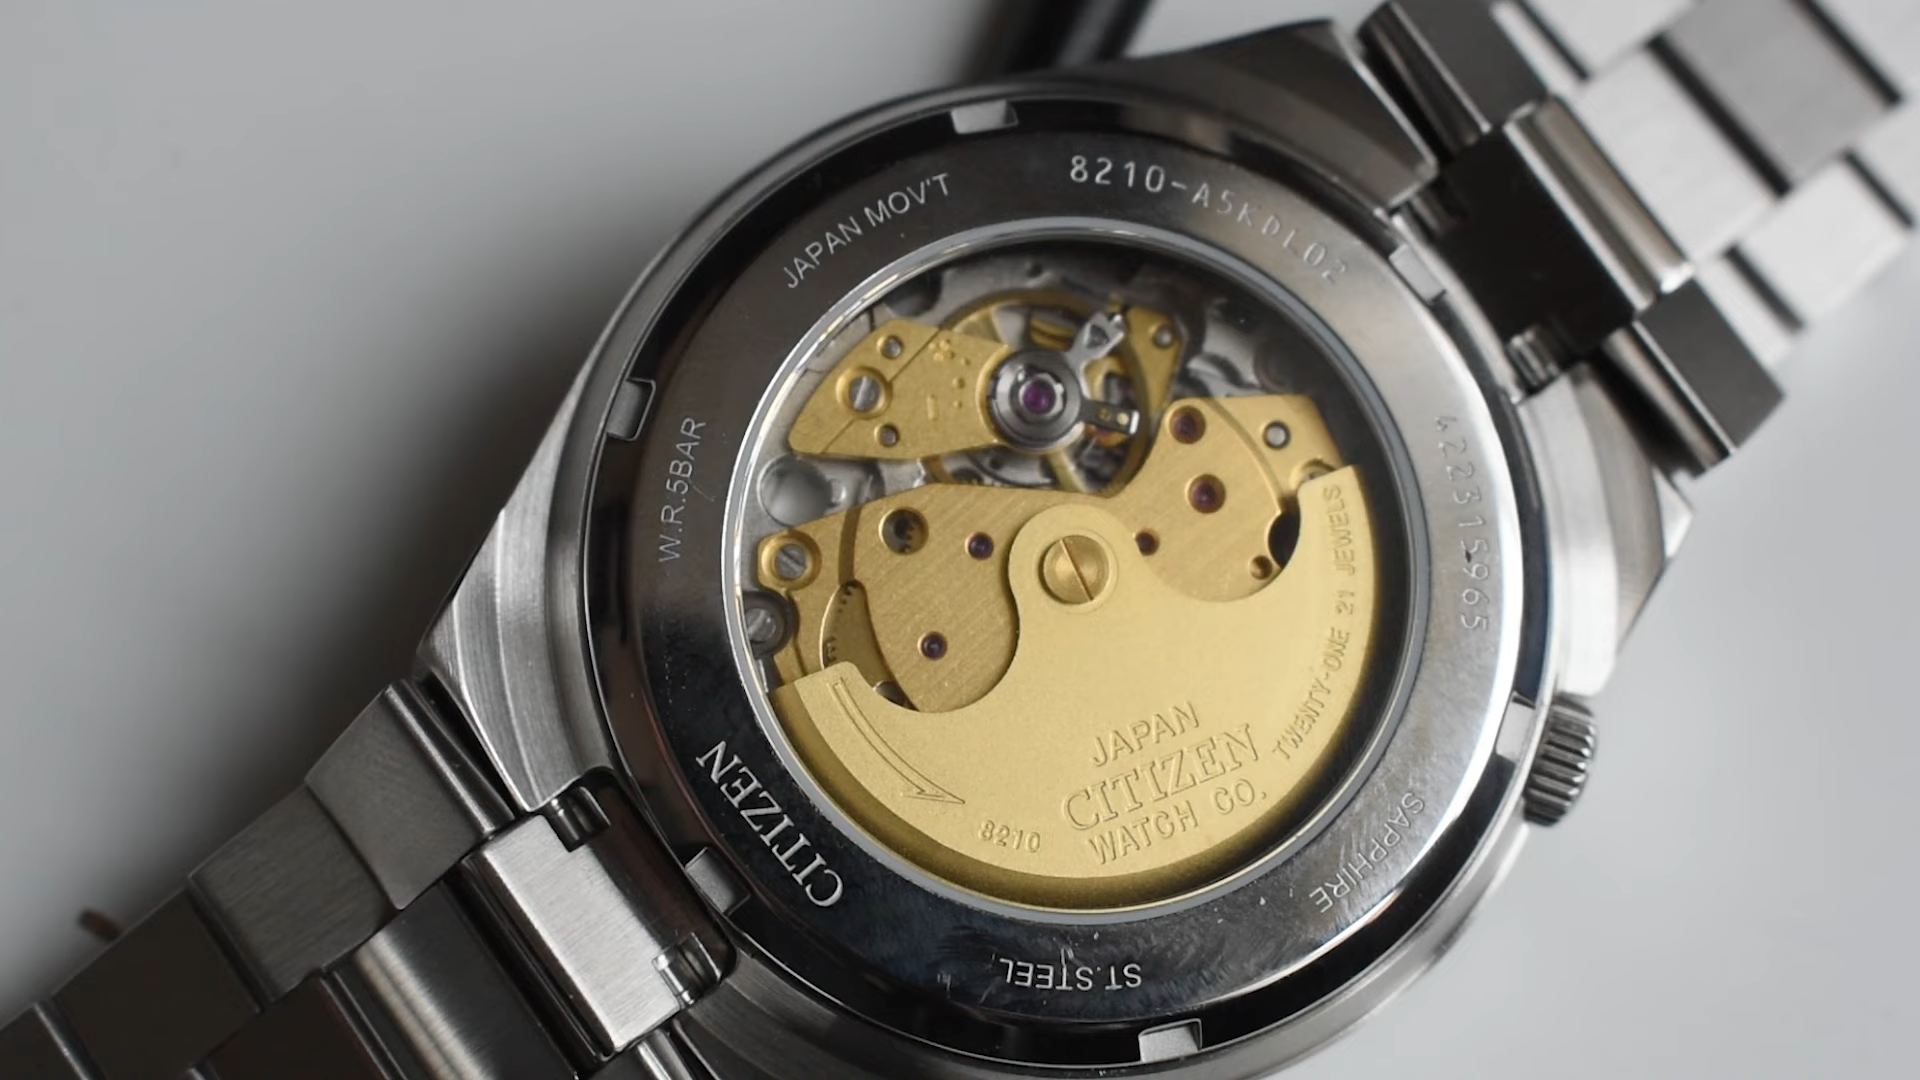 JAPAN MOV'T
8210-A5KDL02
422315965
SAPPHIRE
ST.STEEL
CITIZEN
W.R.5BAR
TWENTY-ONE 21 JEWELS
JAPAN
CITIZEN
WATCH CO.
8210